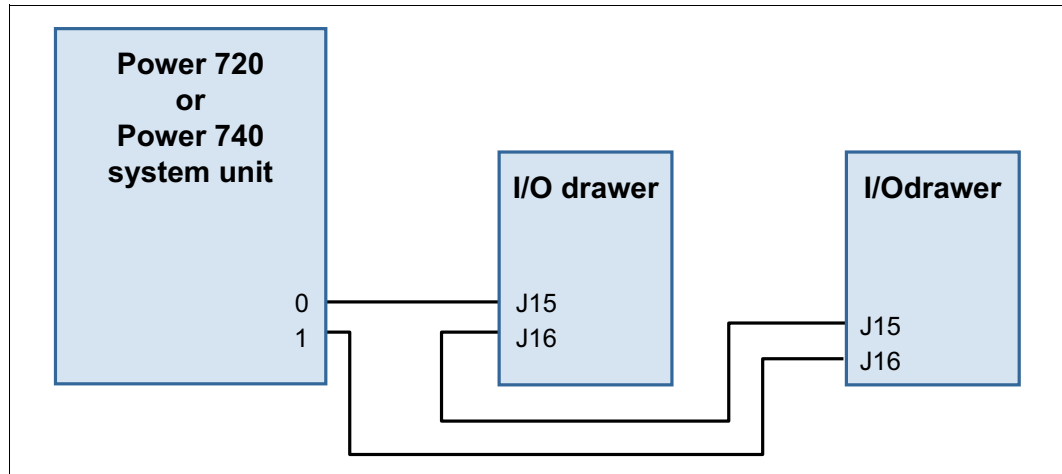 Power 720
or
Power 740
system unit
0
1
I/O drawer
J15
J16
I/Odrawer
J15
J16